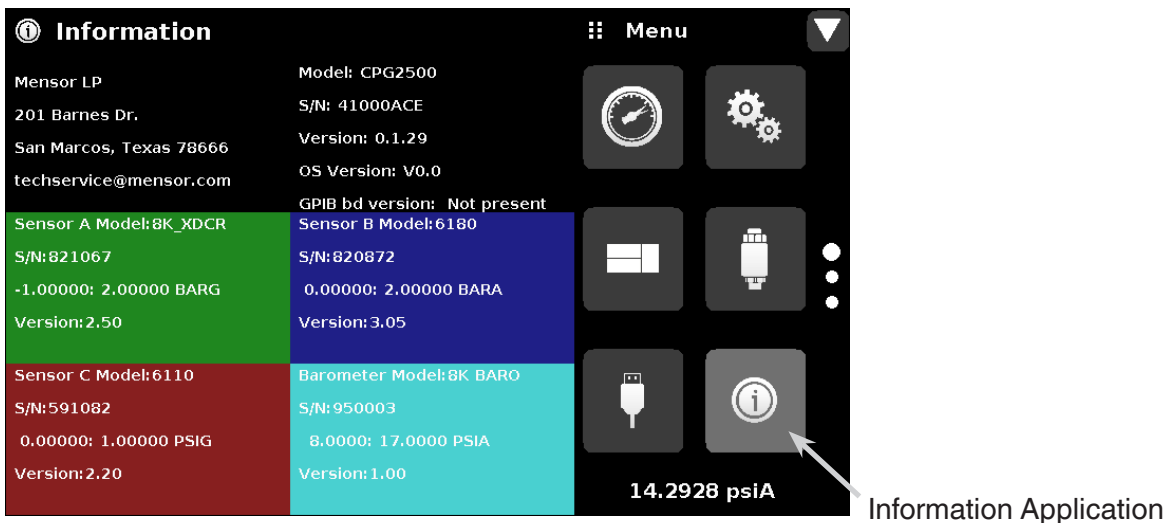 Information
Mensor LP
201 Barnes Dr.
San Marcos, Texas 78666
techservice@mensor.com
Model: CPG2500
S/N: 41000ACE
Version: 0.1.29
OS Version: V0.0
GPIB bd version: Not present
Sensor A Model:8K_XDCR
S/N:821067
-1.00000: 2.00000 BARG
Version:2.50
Sensor B Model:6180
S/N:820872
0.00000: 2.00000 BARA
Version:3.05
Sensor C Model:6110
S/N:591082
0.00000: 1.00000 PSIG
Version:2.20
Barometer Model:8K BARO
S/N:950003
8.0000: 17.0000 PSIA
Version:1.00
Menu
14.2928 psiA
Information Application